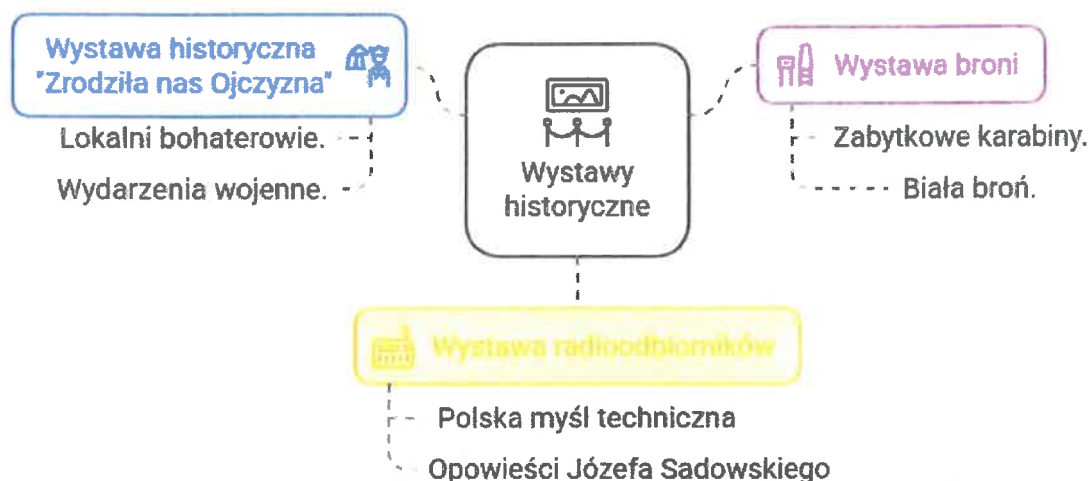 Wystawa historyczna
"Zrodziła nas Ojczyzna"
Lokalni bohaterowie.
Wydarzenia wojenne.
Wystawy
historyczne
Wystawa broni
Zabytkowe karabiny.
Biała broń.
Wystawa radioodbiorników
Polska myśl techniczna
Opowieści Józefa Sadowskiego